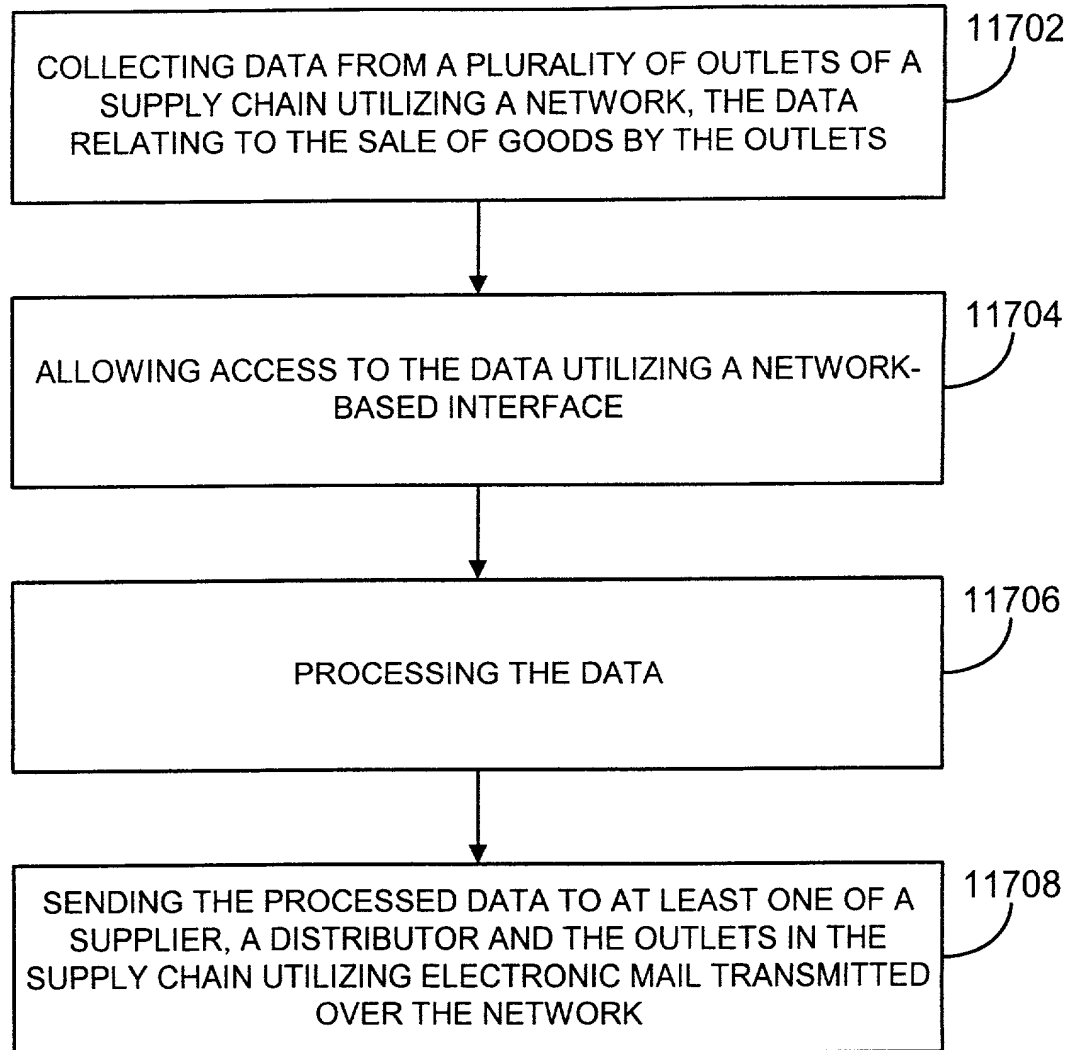 11702
COLLECTING DATA FROM A PLURALITY OF OUTLETS OF A
SUPPLY CHAIN UTILIZING A NETWORK, THE DATA
RELATING TO THE SALE OF GOODS BY THE OUTLETS
11704
ALLOWING ACCESS TO THE DATA UTILIZING A NETWORK-
BASED INTERFACE
11706
PROCESSING THE DATA
11708
SENDING THE PROCESSED DATA TO AT LEAST ONE OF A
SUPPLIER, A DISTRIBUTOR AND THE OUTLETS IN THE
SUPPLY CHAIN UTILIZING ELECTRONIC MAIL TRANSMITTED
OVER THE NETWORK